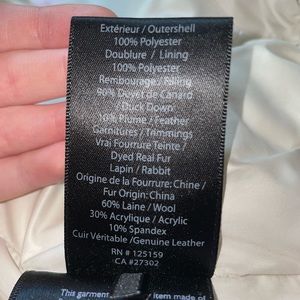 Extérieur / Outershell
100% Polyester
Doublure / Lining
100% Polyester
Rembourage / Filling
90% Duvet de Canard
/ Duck Down
10% Plume / Feather
Garnitures / Trimmings
Vrai Fourrure Teinte /
Dyed Real Fur
Lapin / Rabbit
Origine de la Fourrure: Chine /
Fur Origin: China
60% Laine / Wool
30% Acrylique / Acrylic
10% Spandex
Cuir Véritable /Genuine Leather
RN # 125159
CA #27302
This garment item made of